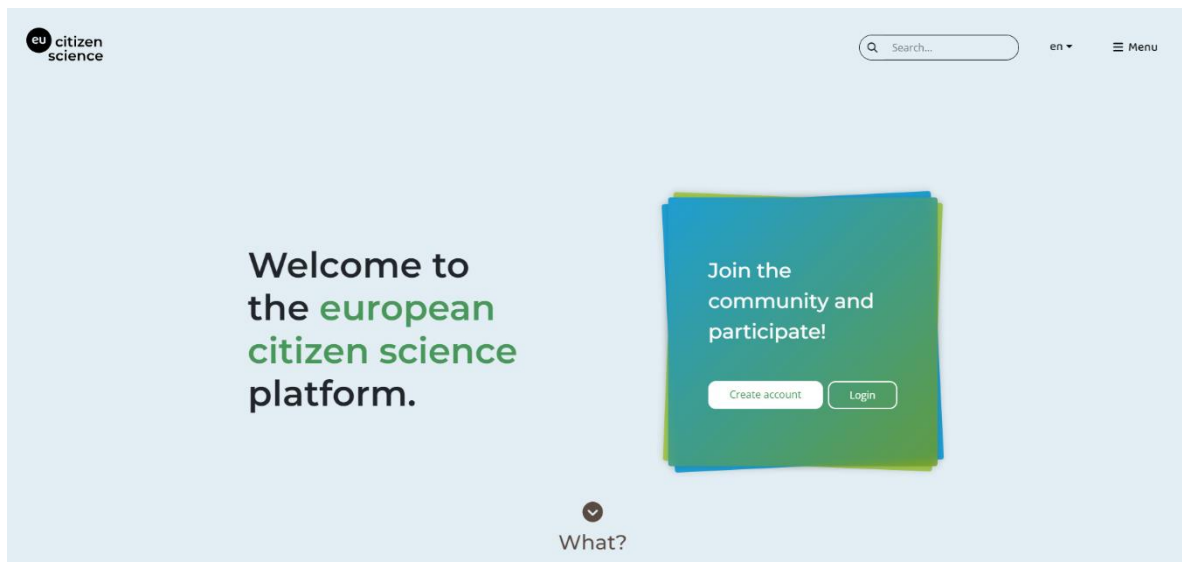 eu citizen
science
Search...
en
Menu
Welcome to
the european
citizen science
platform.
Join the
community and
participate!
Create account
Login
What?